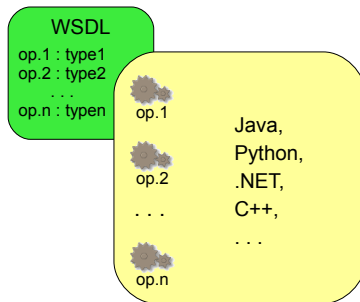 WSDL
op.1 : type1
op.2 : type2
. . .
op.n : typen
op.1
op.2
. . .
op.n
Java,
Python,
.NET,
C++,
. . .